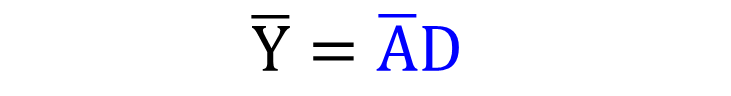 Y̅ = A̅D